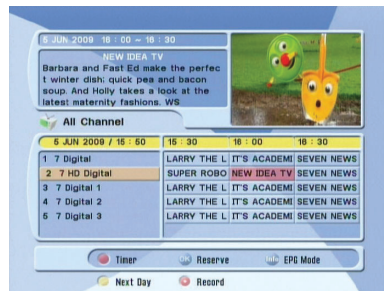 5 JUN 2009 16 : 00 ~ 16 : 30
NEW IDEA TV
Barbara and Fast Ed make the perfec
t winter dish; quick pea and bacon
soup. And Holly takes a look at the
latest maternity fashions. WS
All Channel
5 JUN 2009 / 15 : 50 15 : 30 16 : 00 16 : 30
1 7 Digital LARRY THE L IT'S ACADEMI SEVEN NEWS
2 7 HD Digital SUPER ROBO NEW IDEA TV SEVEN NEWS
3 7 Digital 1 LARRY THE L IT'S ACADEMI SEVEN NEWS
4 7 Digital 2 LARRY THE L IT'S ACADEMI SEVEN NEWS
5 7 Digital 3 LARRY THE L IT'S ACADEMI SEVEN NEWS
Timer OK Reserve Info EPG Mode
Next Day Record